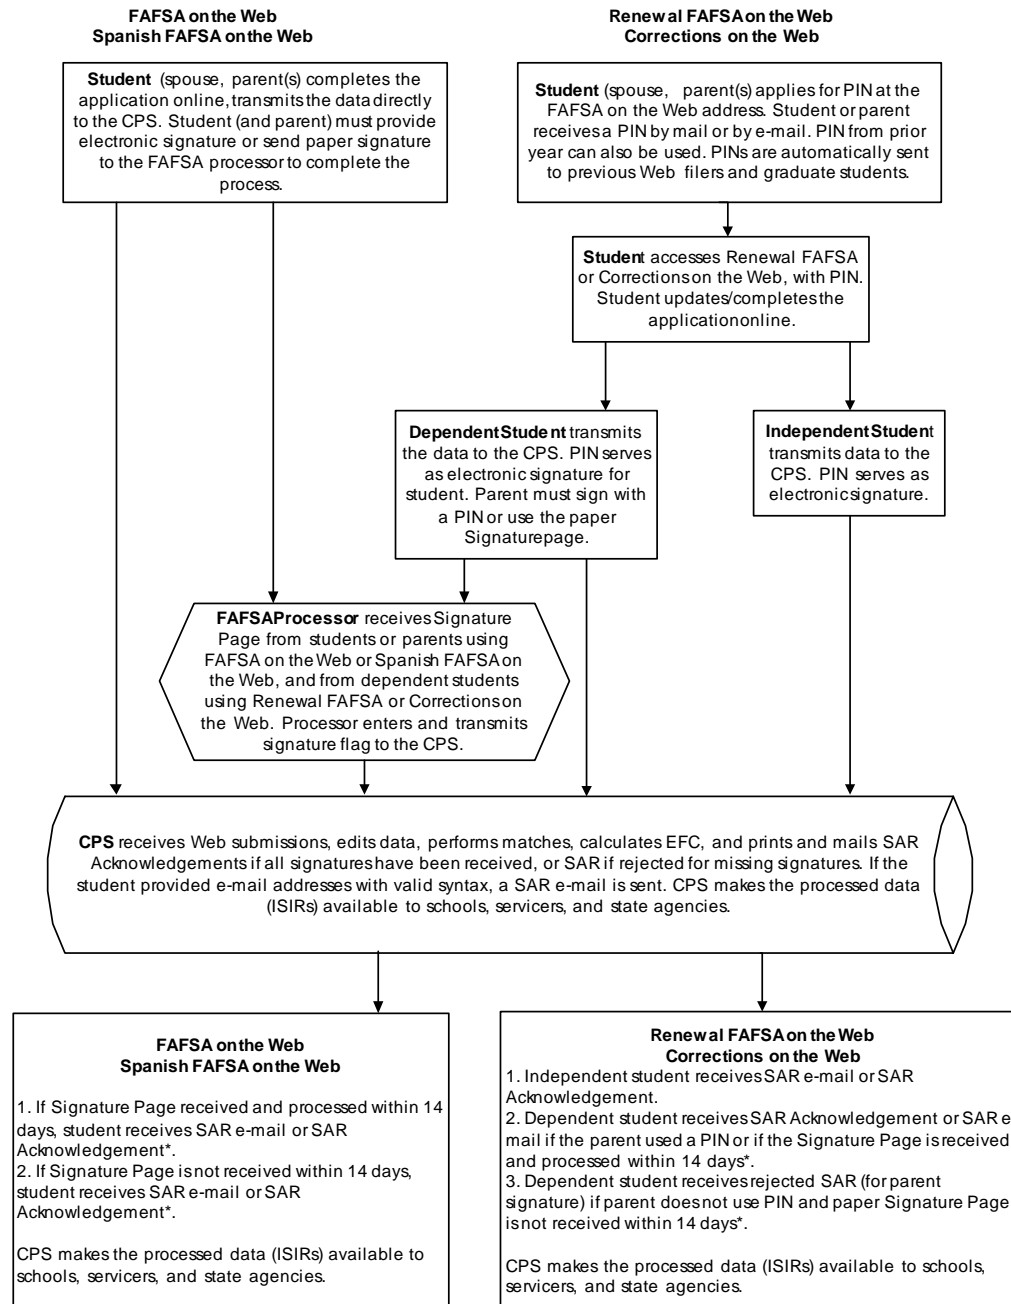 FAFSA on the Web
Spanish FAFSA on the Web
Renewal FAFSA on the Web
Corrections on the Web
Student (spouse, parent(s) completes the
application online, transmits the data directly
to the CPS. Student (and parent) must provide
electronic signature or send paper signature
to the FAFSA processor to complete the
process.
Student (spouse, parent(s) applies for PIN at the
FAFSA on the Web address. Student or parent
receives a PIN by mail or by e-mail. PIN from prior
year can also be used. PINs are automatically sent
to previous Web filers and graduate students.
Student accesses Renewal FAFSA
or Corrections on the Web, with PIN.
Student updates/completes the
application online.
Dependent Student transmits
the data to the CPS. PIN serves
as electronic signature for
student. Parent must sign with
a PIN or use the paper
Signature page.
Independent Student
transmits data to the
CPS. PIN serves as
electronic signature.
FAFSA Processor receives Signature
Page from students or parents using
FAFSA on the Web or Spanish FAFSA on
the Web, and from dependent students
using Renewal FAFSA or Corrections on
the Web. Processor enters and transmits
signature flag to the CPS.
CPS receives Web submissions, edits data, performs matches, calculates EFC, and prints and mails SAR
Acknowledgements if all signatures have been received, or SAR if rejected for missing signatures. If the
student provided e-mail addresses with valid syntax, a SAR e-mail is sent. CPS makes the processed data
(ISIRs) available to schools, servicers, and state agencies.
FAFSA on the Web
Spanish FAFSA on the Web
1. If Signature Page received and processed within 14
days, student receives SAR e-mail or SAR
Acknowledgement*.
2. If Signature Page is not received within 14 days,
student receives SAR e-mail or SAR
Acknowledgement*.
CPS makes the processed data (ISIRs) available to
schools, servicers, and state agencies.
Renewal FAFSA on the Web
Corrections on the Web
1. Independent student receives SAR e-mail or SAR
Acknowledgement.
2. Dependent student receives SAR Acknowledgement or SAR e
mail if the parent used a PIN or if the Signature Page is received
and processed within 14 days*.
3. Dependent student receives rejected SAR (for parent
signature) if parent does not use PIN and paper Signature Page
is not received within 14 days*.
CPS makes the processed data (ISIRs) available to schools,
servicers, and state agencies.